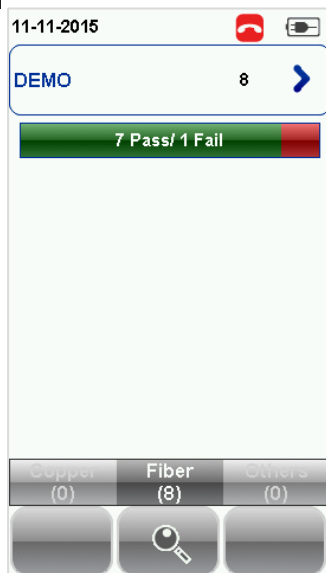 11-11-2015
DEMO 8
7 Pass/ 1 Fail
Copper Fiber Others
(0) (8) (0)